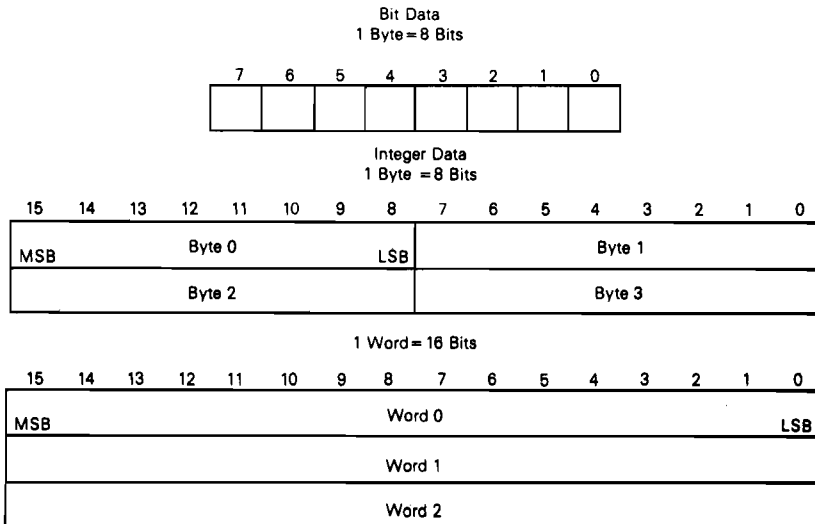 Bit Data
1 Byte = 8 Bits
7 6 5 4 3 2 1 0
Integer Data
1 Byte = 8 Bits
15 14 13 12 11 10 9 8 7 6 5 4 3 2 1 0
MSB Byte 0 LSB Byte 1
Byte 2 Byte 3
1 Word = 16 Bits
15 14 13 12 11 10 9 8 7 6 5 4 3 2 1 0
MSB Word 0 LSB
Word 1
Word 2